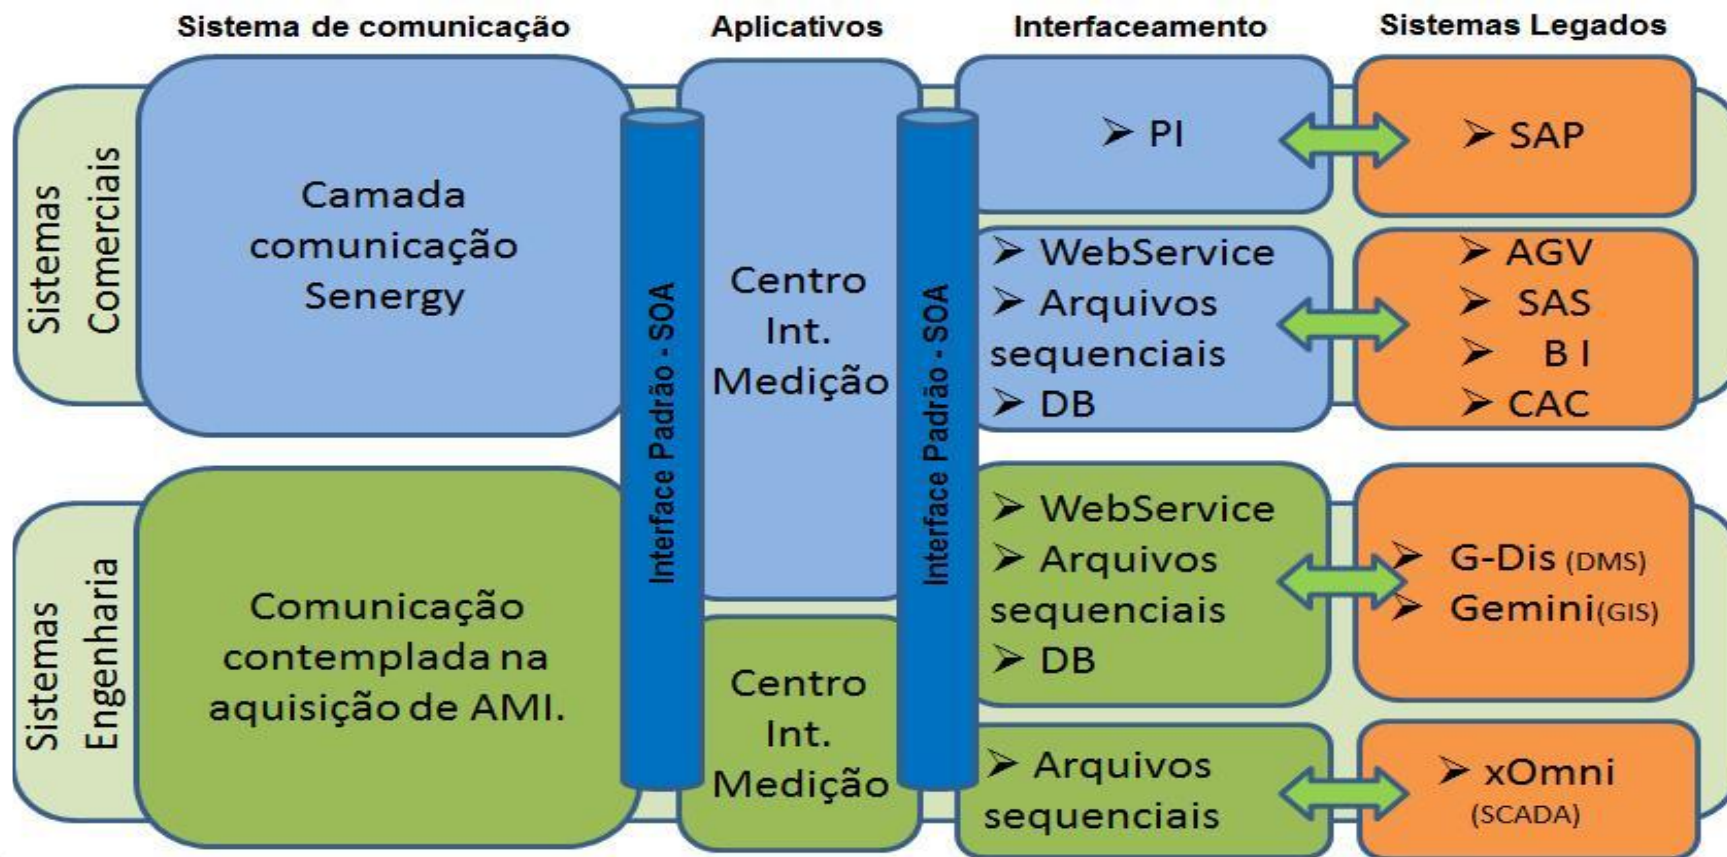 Sistema de comunicação
Aplicativos
Interfaceamento
Sistemas Legados
Sistemas
Comerciais
Camada
comunicação
Senergy
Interface Padrão - SOA
Centro
Int.
Medição
Interface Padrão - SOA
➢ PI
➢ SAP
➢ WebService
➢ Arquivos
sequenciais
➢ DB
➢ AGV
➢ SAS
➢ B I
➢ CAC
Sistemas
Engenharia
Comunicação
contemplada na
aquisição de AMI.
Centro
Int.
Medição
➢ WebService
➢ Arquivos
sequenciais
➢ DB
➢ G-Dis (DMS)
➢ Gemini(GIS)
➢ Arquivos
sequenciais
➢ xOmni
(SCADA)